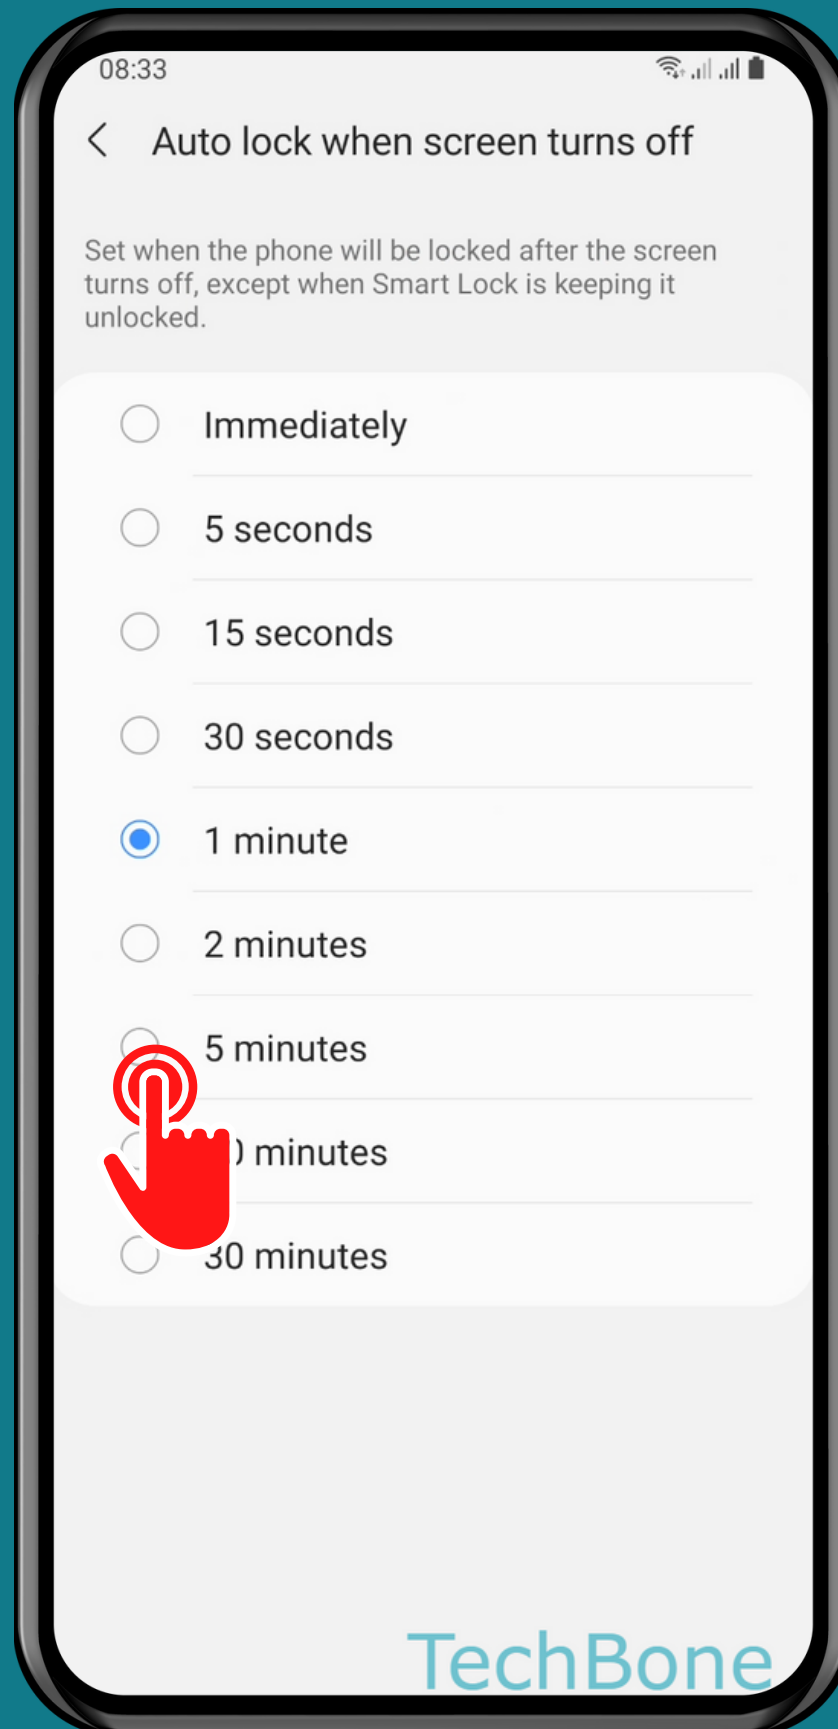 08:33
Auto lock when screen turns off
Set when the phone will be locked after the screen
turns off, except when Smart Lock is keeping it
unlocked.
Immediately
5 seconds
15 seconds
30 seconds
1 minute
2 minutes
5 minutes
minutes
30 minutes
TechBone